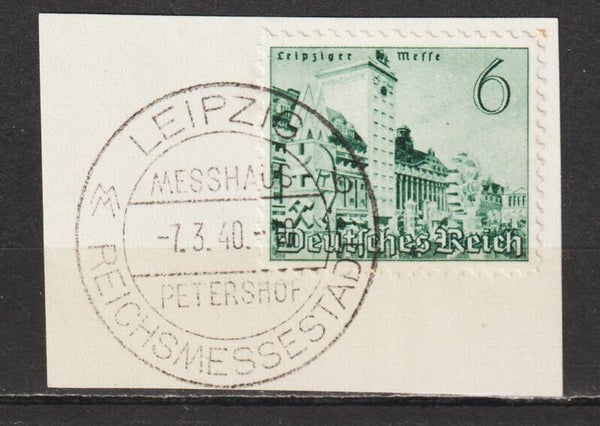 Leipziger Messe
6
Deutsches Reich
LEIPZIG
MESSHAUS
-7.3.40.-
PETERSHOF
REICHSMESSESTADT